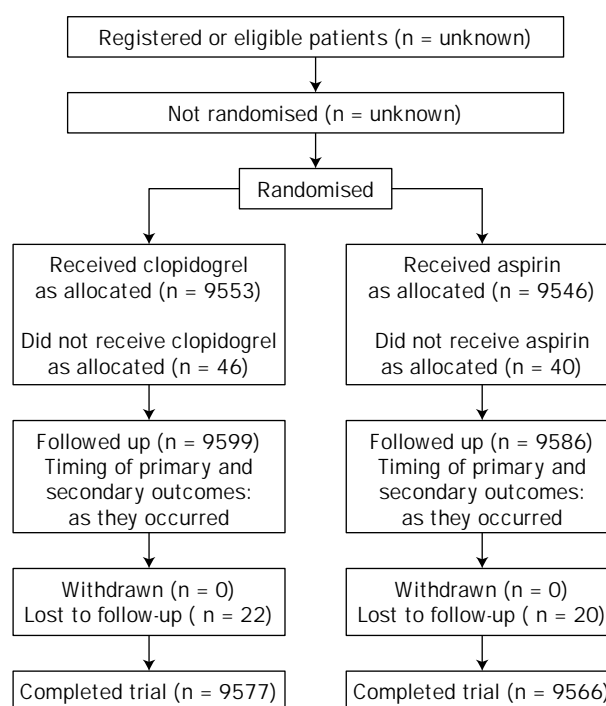 Registered or eligible patients (n = unknown)
Not randomised (n = unknown)
Randomised
Received clopidogrel
as allocated (n = 9553)
Did not receive clopidogrel
as allocated (n = 46)
Followed up (n = 9599)
Timing of primary and
secondary outcomes:
as they occurred
Withdrawn (n = 0)
Lost to follow-up ( n = 22)
Completed trial (n = 9577)
Received aspirin
as allocated (n = 9546)
Did not receive aspirin
as allocated (n = 40)
Followed up (n = 9586)
Timing of primary and
secondary outcomes:
as they occurred
Withdrawn (n = 0)
Lost to follow-up ( n = 20)
Completed trial (n = 9566)